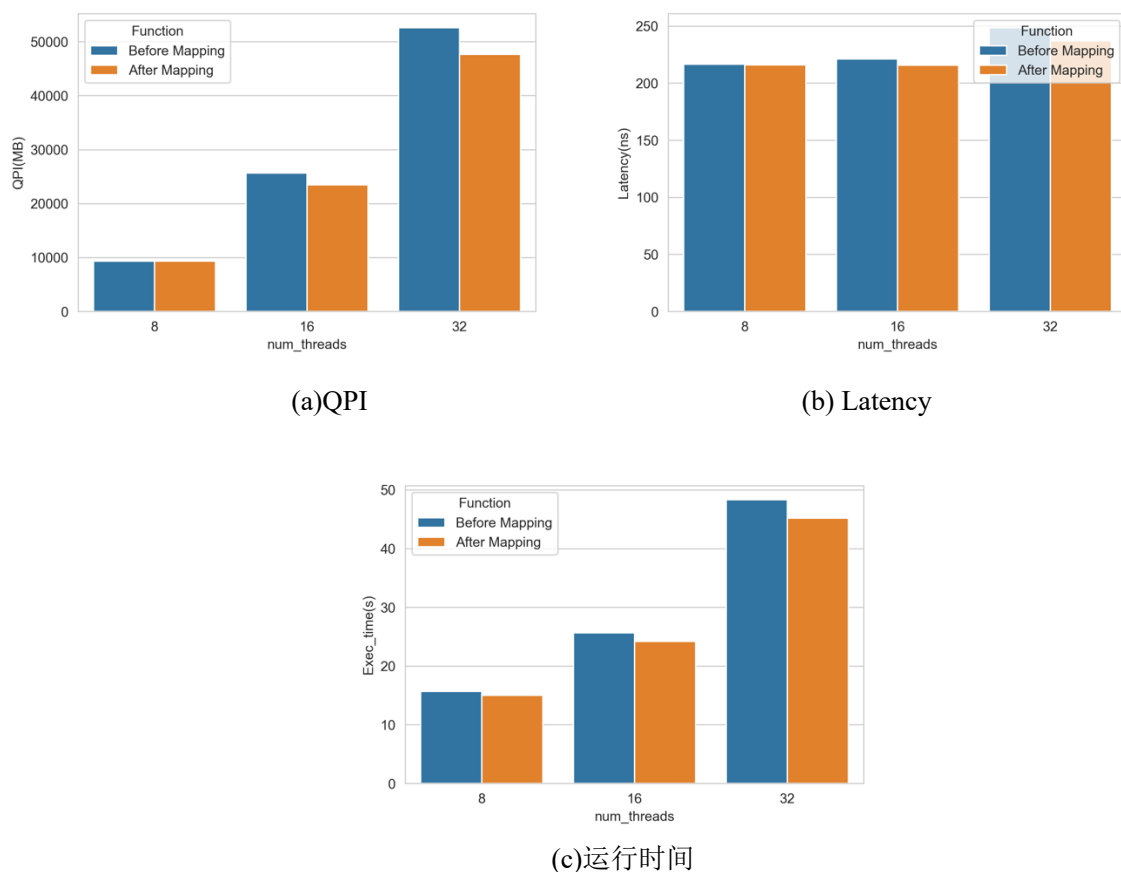 Function
Before Mapping
After Mapping
50000
40000
30000
20000
10000
0
QPI(MB)
8 16 32
num_threads
(a)QPI
Function
Before Mapping
After Mapping
250
200
150
100
50
0
Latency(ns)
8 16 32
num_threads
(b) Latency
Function
Before Mapping
After Mapping
50
40
30
20
10
0
Exec_time(s)
8 16 32
num_threads
(c)运行时间